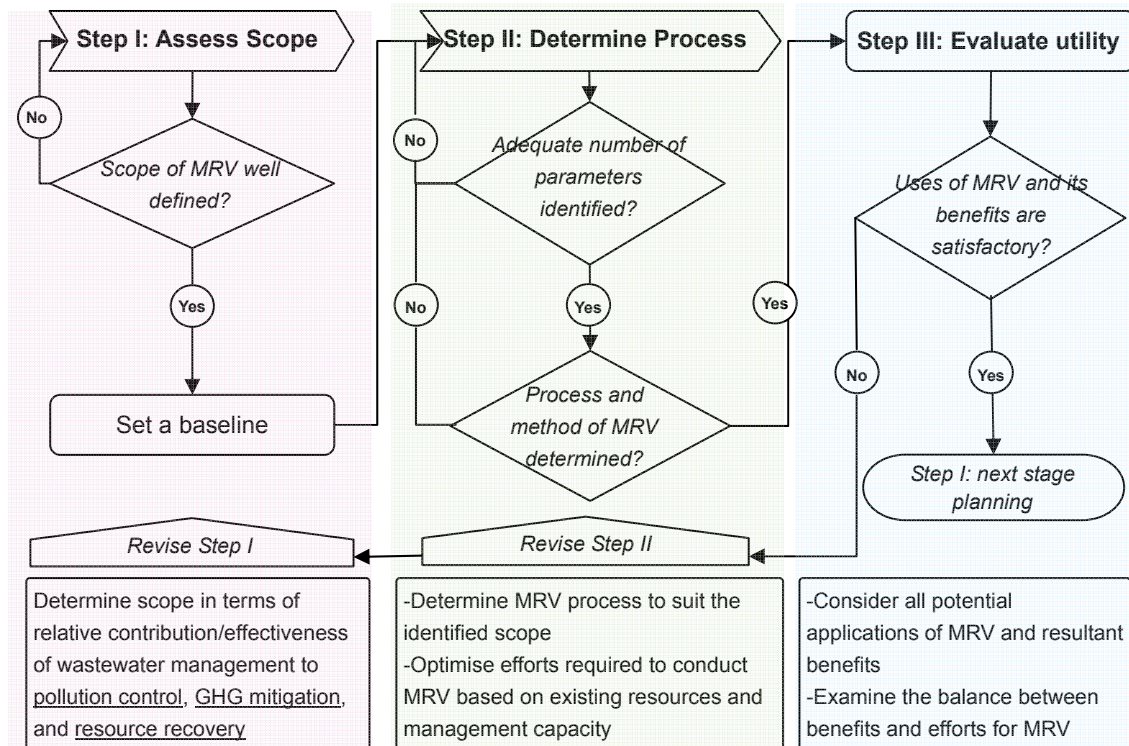 Step I: Assess Scope
No
Scope of MRV well
defined?
Yes
Set a baseline
Revise Step I
Determine scope in terms of
relative contribution/effectiveness
of wastewater management to
pollution control, GHG mitigation,
and resource recovery
Step II: Determine Process
No
Adequate number of
parameters
identified?
No
Yes
Process and
method of MRV
determined?
Yes
Revise Step II
-Determine MRV process to suit the
identified scope
-Optimise efforts required to conduct
MRV based on existing resources and
management capacity
Step III: Evaluate utility
Uses of MRV and its
benefits are
satisfactory?
No
Yes
Step I: next stage
planning
-Consider all potential
applications of MRV and resultant
benefits
-Examine the balance between
benefits and efforts for MRV